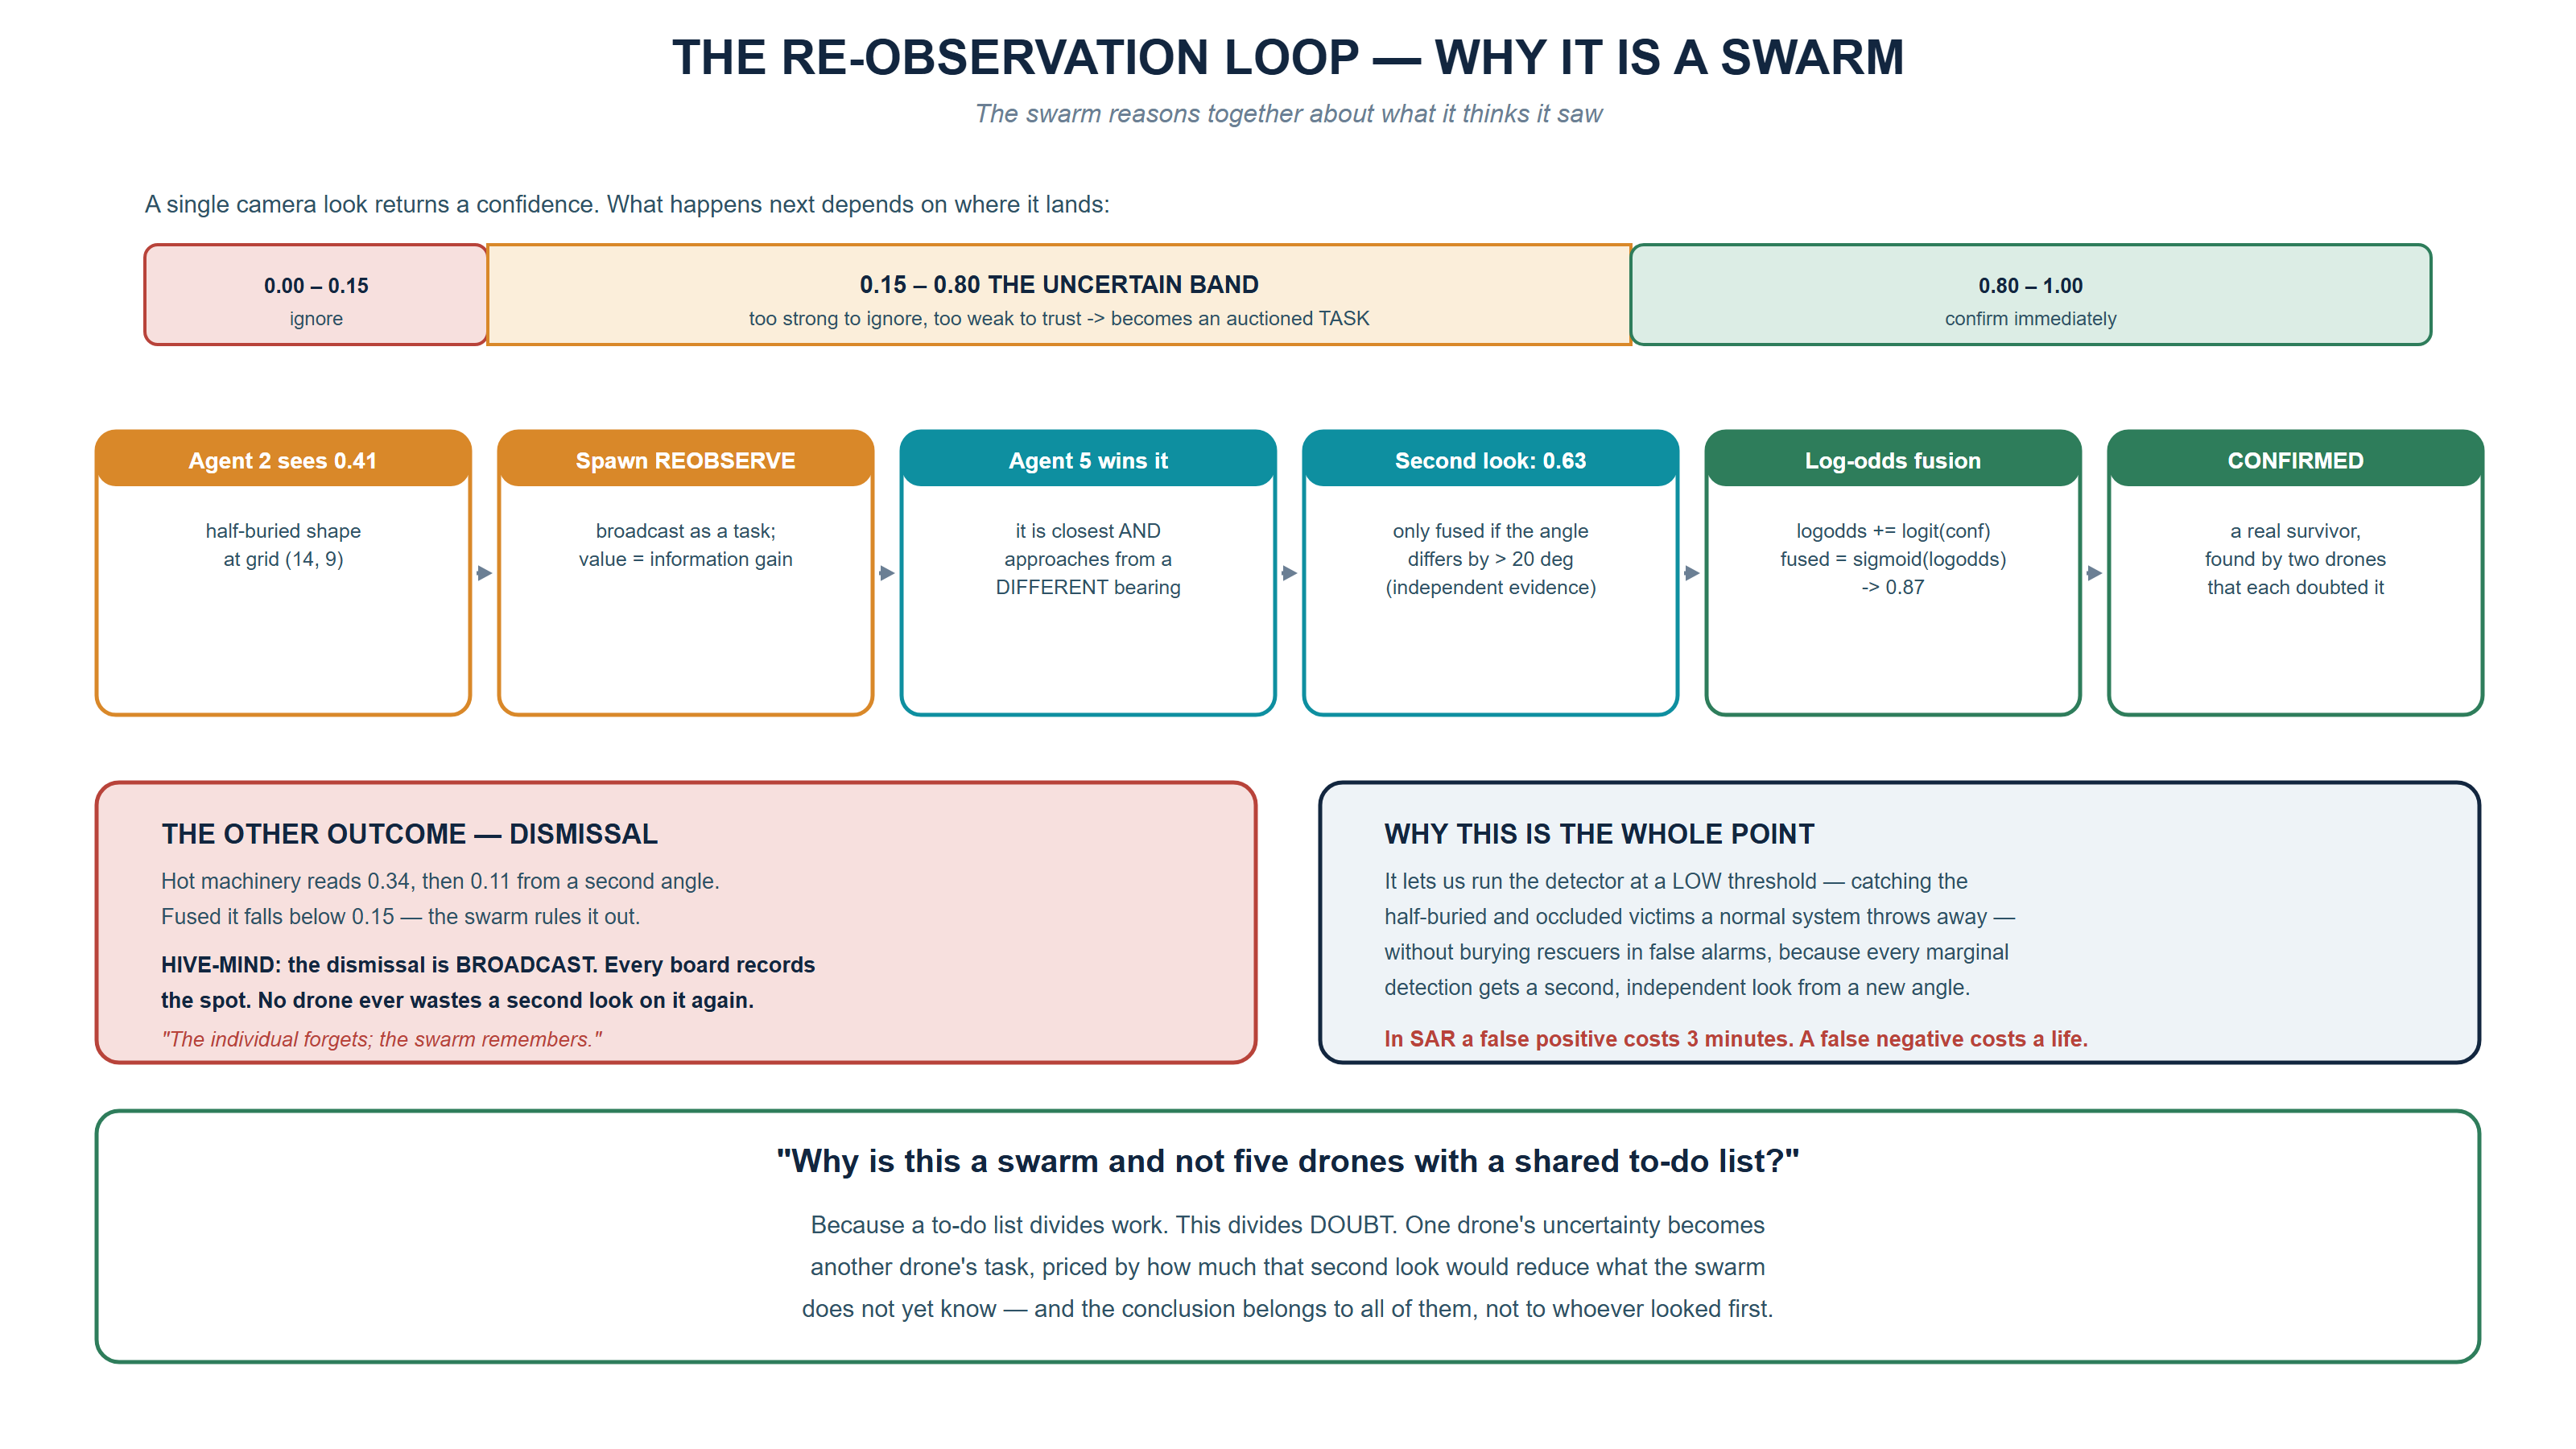 THE RE-OBSERVATION LOOP — WHY IT IS A SWARM
The swarm reasons together about what it thinks it saw
A single camera look returns a confidence. What happens next depends on where it lands:
0.00 – 0.15
ignore
0.15 – 0.80 THE UNCERTAIN BAND
too strong to ignore, too weak to trust -> becomes an auctioned TASK
0.80 – 1.00
confirm immediately
Agent 2 sees 0.41
half-buried shape
at grid (14, 9)
Spawn REOBSERVE
broadcast as a task;
value = information gain
Agent 5 wins it
it is closest AND
approaches from a
DIFFERENT bearing
Second look: 0.63
only fused if the angle
differs by > 20 deg
(independent evidence)
Log-odds fusion
logodds += logit(conf)
fused = sigmoid(logodds)
-> 0.87
CONFIRMED
a real survivor,
found by two drones
that each doubted it
THE OTHER OUTCOME — DISMISSAL
Hot machinery reads 0.34, then 0.11 from a second angle.
Fused it falls below 0.15 — the swarm rules it out.
HIVE-MIND: the dismissal is BROADCAST. Every board records
the spot. No drone ever wastes a second look on it again.
"The individual forgets; the swarm remembers."
WHY THIS IS THE WHOLE POINT
It lets us run the detector at a LOW threshold — catching the
half-buried and occluded victims a normal system throws away —
without burying rescuers in false alarms, because every marginal
detection gets a second, independent look from a new angle.
In SAR a false positive costs 3 minutes. A false negative costs a life.
"Why is this a swarm and not five drones with a shared to-do list?"
Because a to-do list divides work. This divides DOUBT. One drone's uncertainty becomes
another drone's task, priced by how much that second look would reduce what the swarm
does not yet know — and the conclusion belongs to all of them, not to whoever looked first.